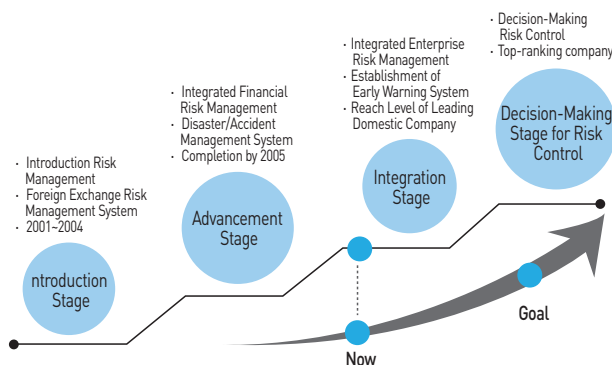 · Introduction Risk
Management
· Foreign Exchange Risk
Management System
· 2001~2004
ntroduction
Stage
· Integrated Financial
Risk Management
· Disaster/Accident
Management System
· Completion by 2005
Advancement
Stage
· Integrated Enterprise
Risk Management
· Establishment of
Early Warning System
· Reach Level of Leading
Domestic Company
Integration
Stage
· Decision-Making
Risk Control
· Top-ranking company
Decision-Making
Stage for Risk
Control
Now
Goal